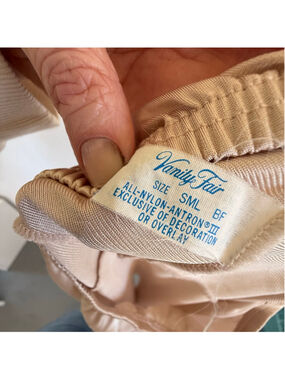 Vanity Fair
SIZE SML BF
ALL-NYLON-ANTRON® III
EXCLUSIVE OF DECORATION
OR OVERLAY